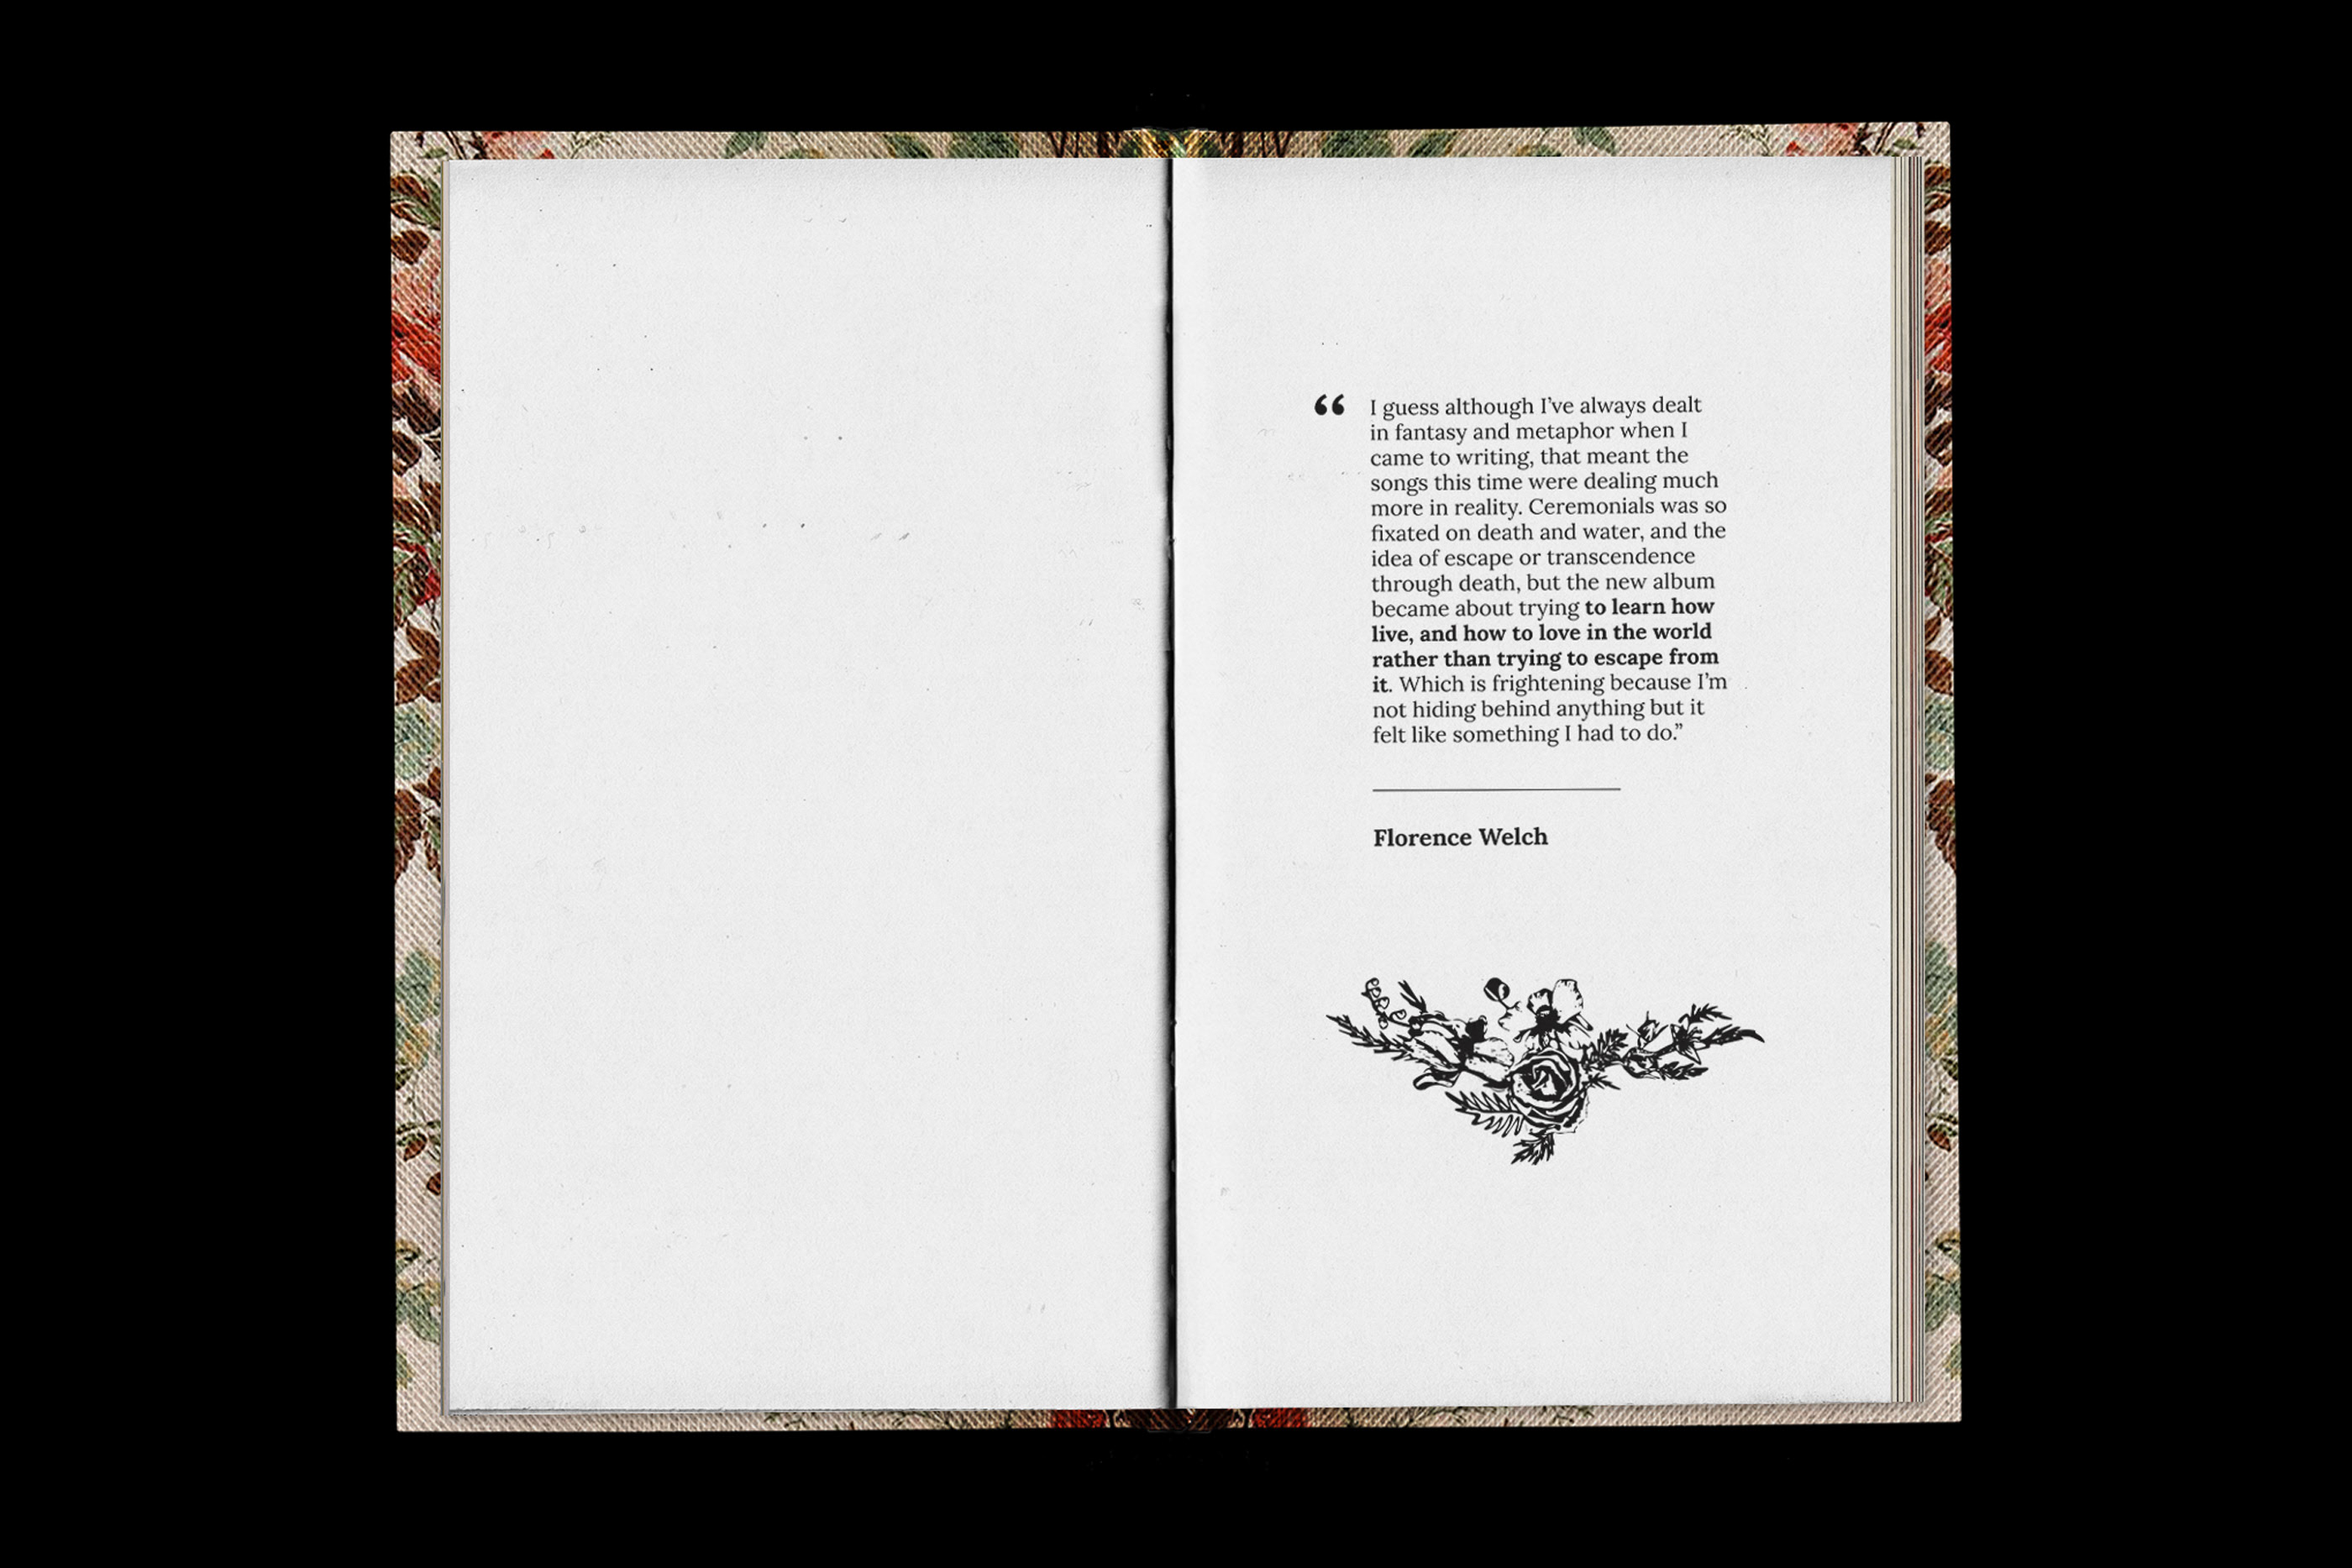 “ I guess although I’ve always dealt
in fantasy and metaphor when I
came to writing, that meant the
songs this time were dealing much
more in reality. Ceremonials was so
fixated on death and water, and the
idea of escape or transcendence
through death, but the new album
became about trying to learn how
live, and how to love in the world
rather than trying to escape from
it. Which is frightening because I’m
not hiding behind anything but it
felt like something I had to do.”
Florence Welch